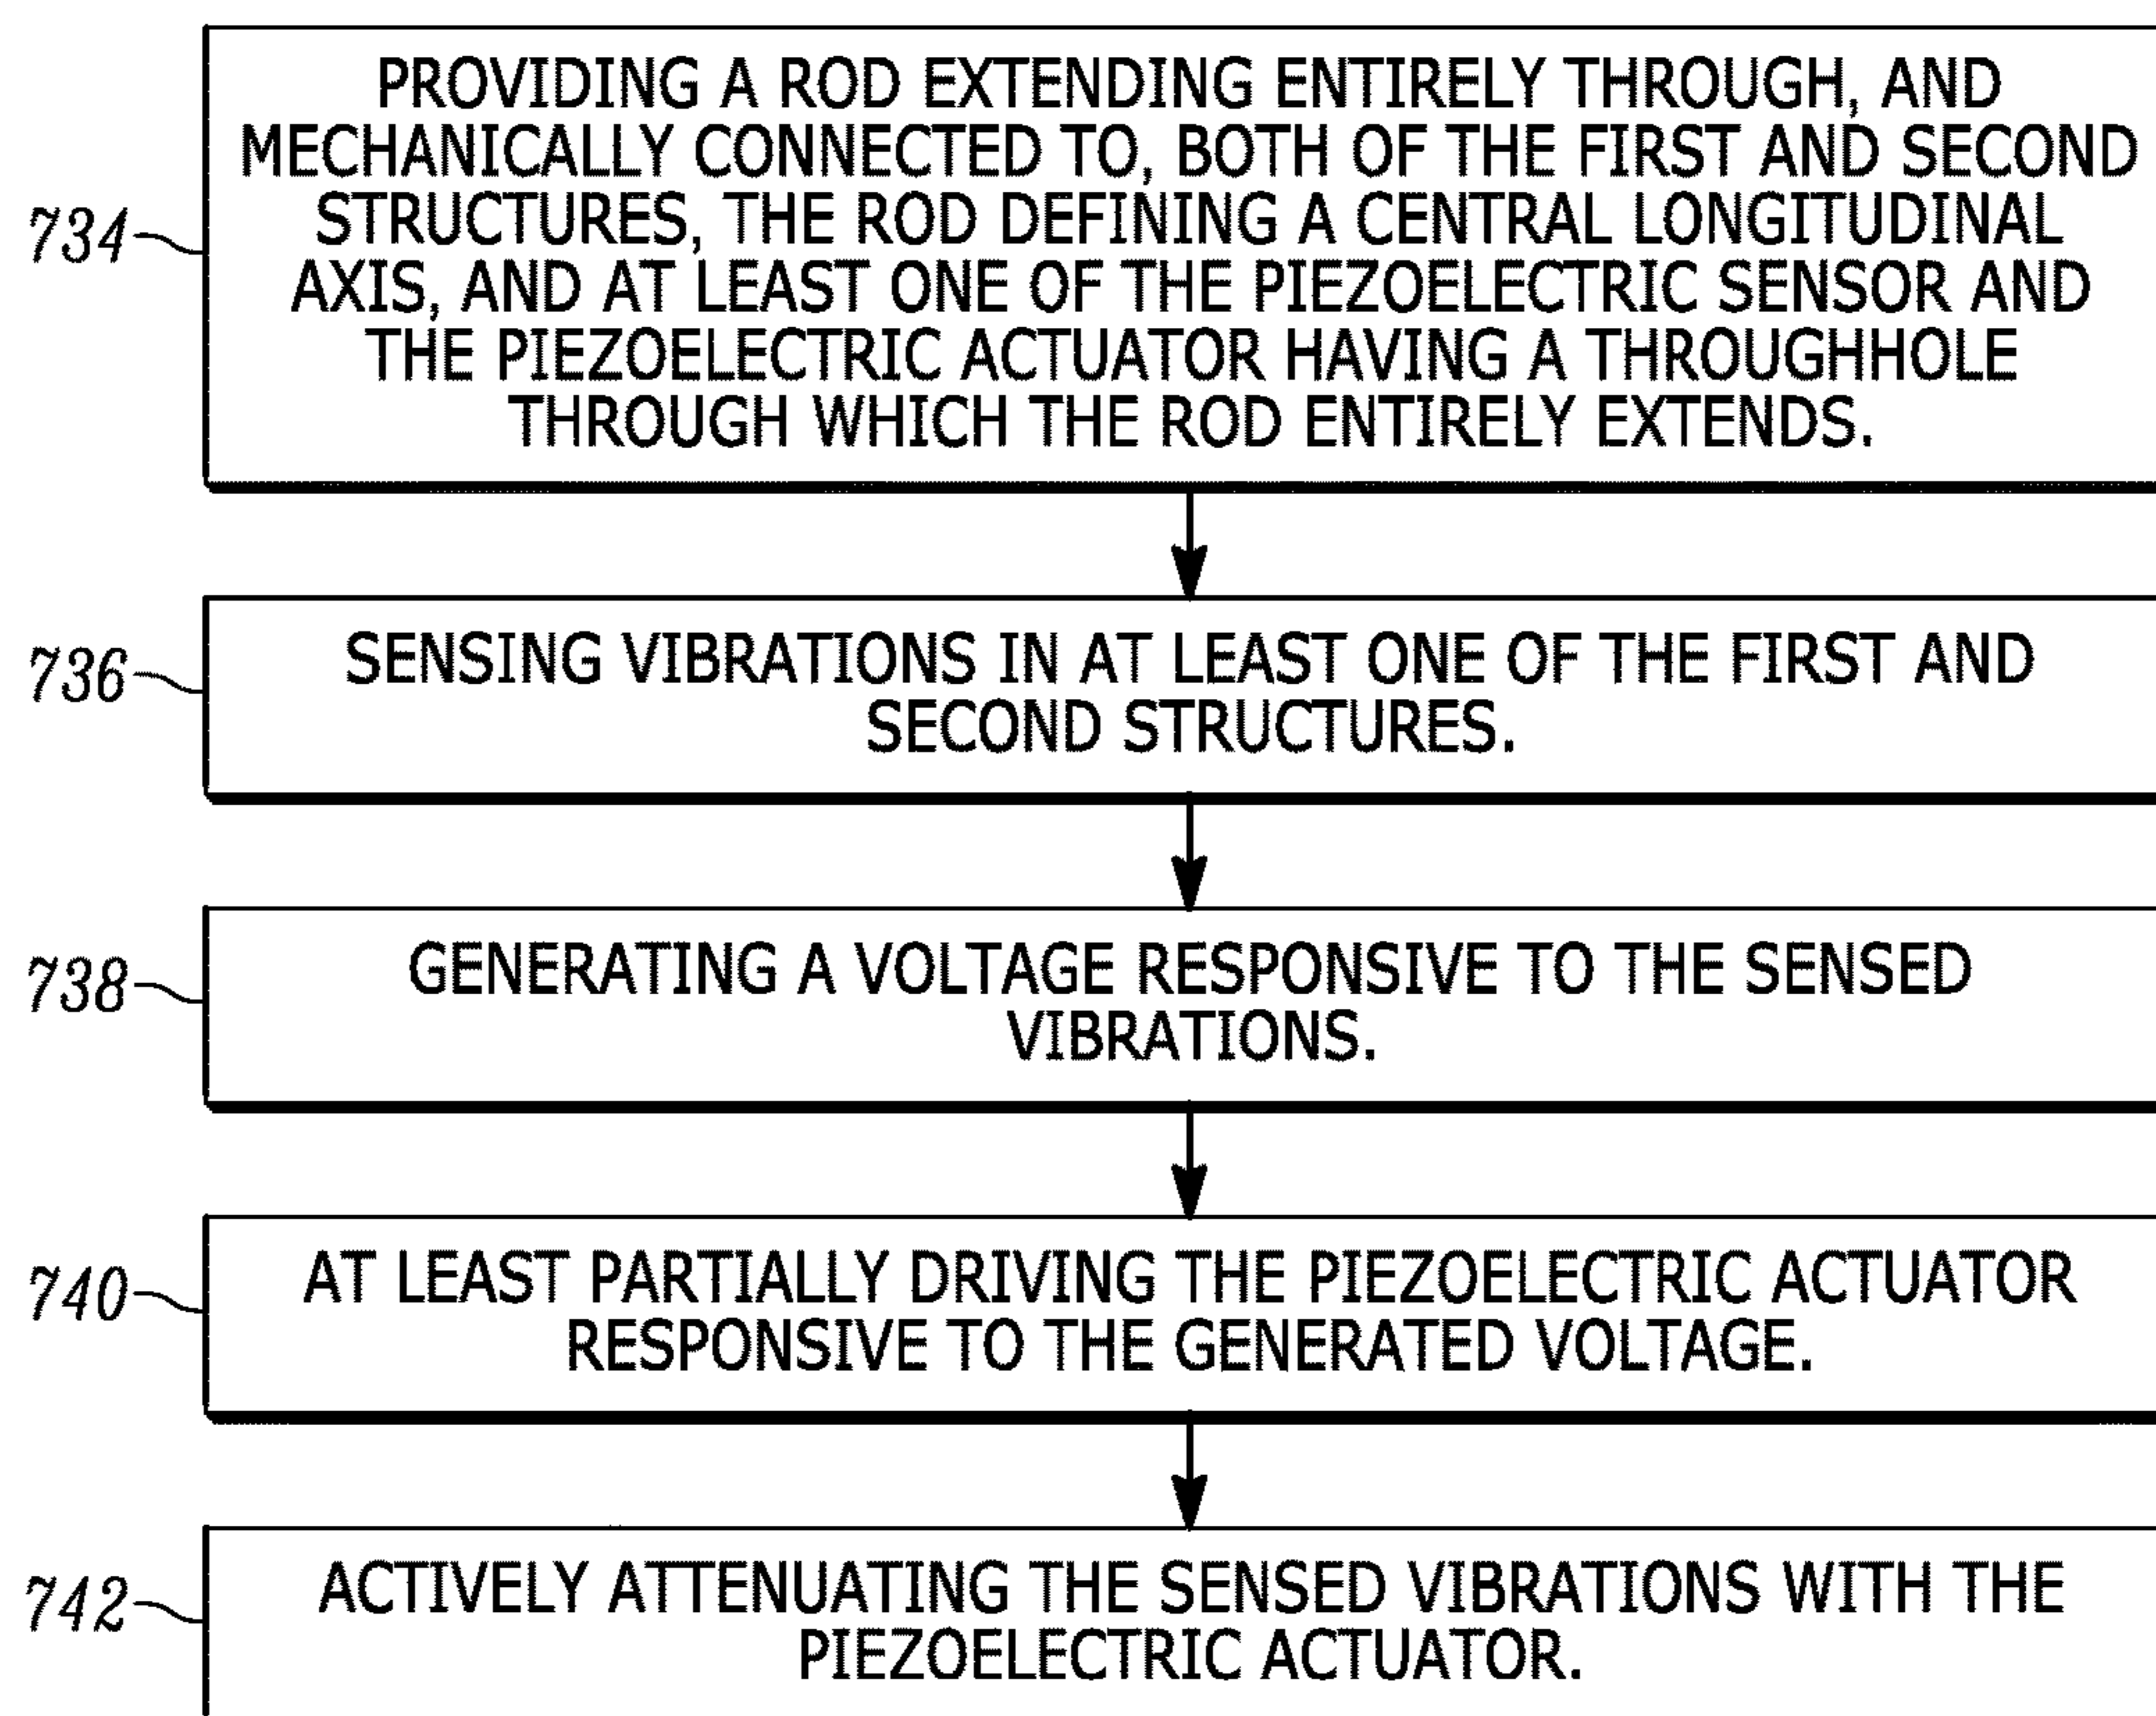 PROVIDING A ROD EXTENDING ENTIRELY THROUGH, AND
MECHANICALLY CONNECTED TO, BOTH OF THE FIRST AND SECOND
734 STRUCTURES, THE ROD DEFINING A CENTRAL LONGITUDINAL
AXIS, AND AT LEAST ONE OF THE PIEZOELECTRIC SENSOR AND
THE PIEZOELECTRIC ACTUATOR HAVING A THROUGHHOLE
THROUGH WHICH THE ROD ENTIRELY EXTENDS.
736 SENSING VIBRATIONS IN AT LEAST ONE OF THE FIRST AND
SECOND STRUCTURES.
738 GENERATING A VOLTAGE RESPONSIVE TO THE SENSED
VIBRATIONS.
740 AT LEAST PARTIALLY DRIVING THE PIEZOELECTRIC ACTUATOR
RESPONSIVE TO THE GENERATED VOLTAGE.
742 ACTIVELY ATTENUATING THE SENSED VIBRATIONS WITH THE
PIEZOELECTRIC ACTUATOR.